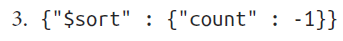 3. {"$sort" : {"count" : -1}}